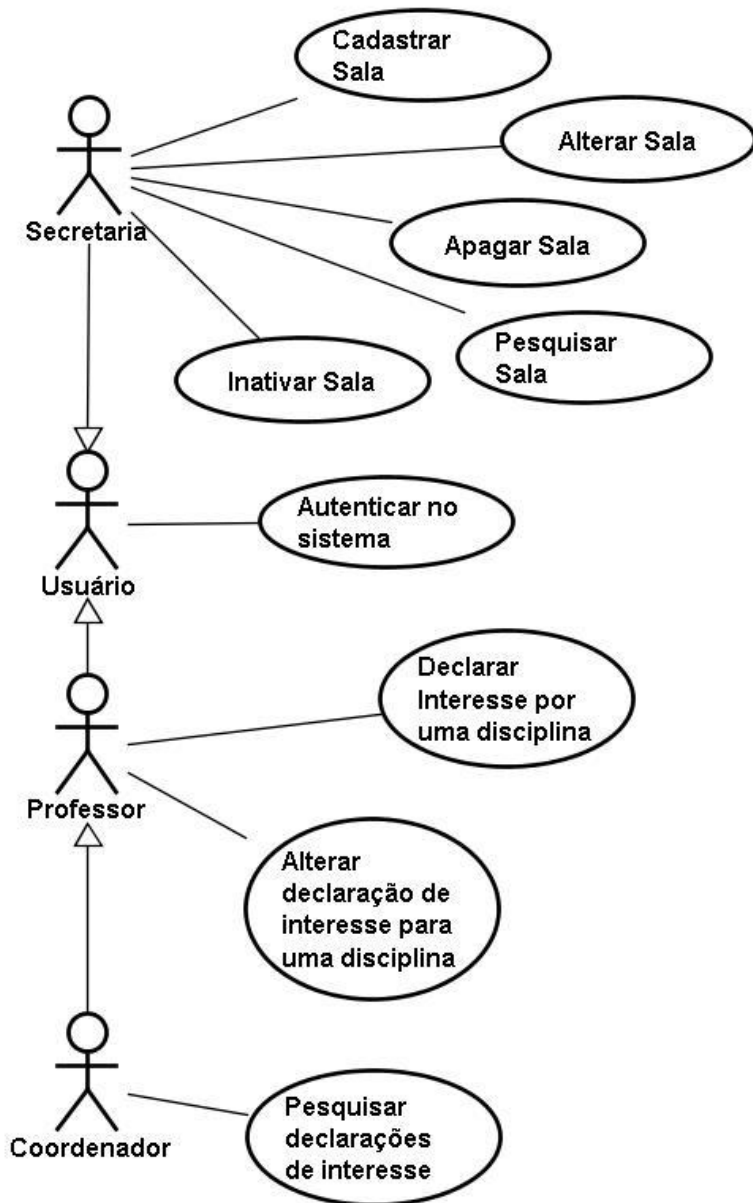 Cadastrar
Sala
Alterar Sala
Secretaria
Apagar Sala
Pesquisar
Sala
Inativar Sala
Autenticar no
sistema
Usuário
Declarar
Interesse por
uma disciplina
Professor
Alterar
declaração de
interesse para
uma disciplina
Coordenador
Pesquisar
declarações
de interesse